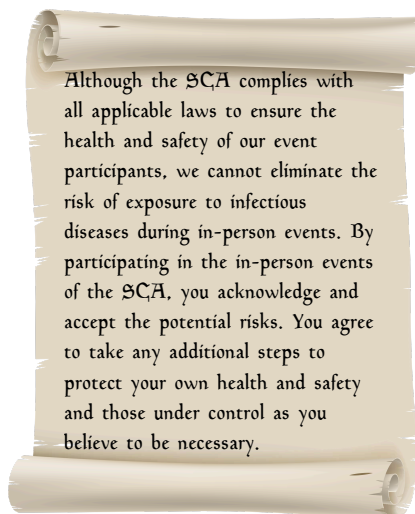 Although the SCA complies with
all applicable laws to ensure the
health and safety of our event
participants, we cannot eliminate the
risk of exposure to infectious
diseases during in-person events. By
participating in the in-person events
of the SCA, you acknowledge and
accept the potential risks. You agree
to take any additional steps to
protect your own health and safety
and those under control as you
believe to be necessary.